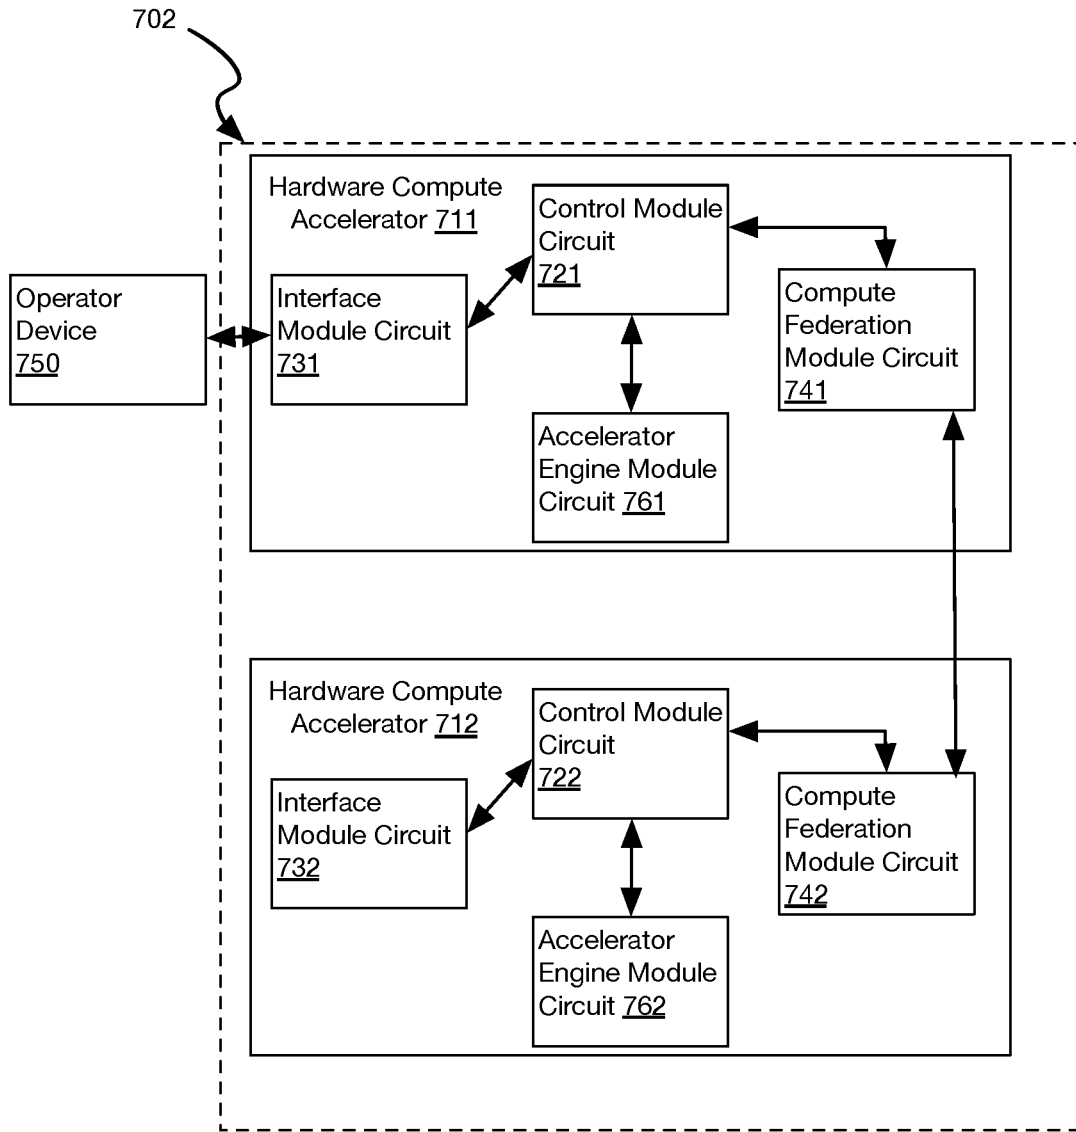 702
Hardware Compute
Accelerator 711
Control Module
Circuit
721
Operator
Device
750
Interface
Module Circuit
731
Compute
Federation
Module Circuit
741
Accelerator
Engine Module
Circuit 761
Hardware Compute
Accelerator 712
Control Module
Circuit
722
Interface
Module Circuit
732
Compute
Federation
Module Circuit
742
Accelerator
Engine Module
Circuit 762